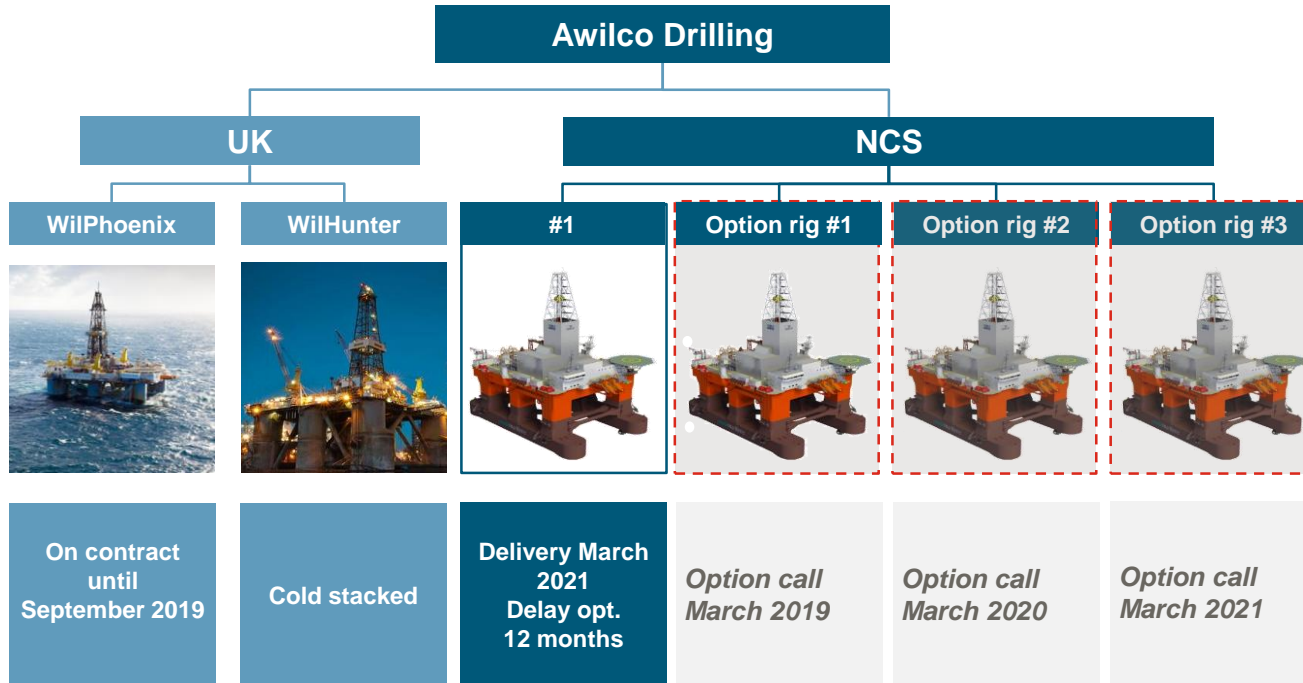 Awilco Drilling
UK
NCS
WilPhoenix
WilHunter
#1
Option rig #1
Option rig #2
Option rig #3
On contract
until
September 2019
Cold stacked
Delivery March
2021
Delay opt.
12 months
Option call
March 2019
Option call
March 2020
Option call
March 2021